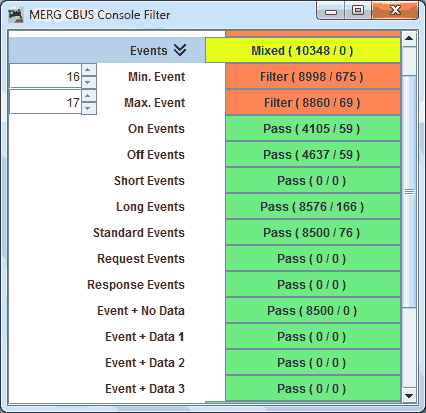 MERG CBUS Console Filter
Events Mixed ( 10348 / 0 )
16 Min. Event Filter ( 8998 / 675 )
17 Max. Event Filter ( 8860 / 69 )
On Events Pass ( 4105 / 59 )
Off Events Pass ( 4637 / 59 )
Short Events Pass ( 0 / 0 )
Long Events Pass ( 8576 / 166 )
Standard Events Pass ( 8500 / 76 )
Request Events Pass ( 0 / 0 )
Response Events Pass ( 0 / 0 )
Event + No Data Pass ( 8500 / 0 )
Event + Data 1 Pass ( 0 / 0 )
Event + Data 2 Pass ( 0 / 0 )
Event + Data 3 Pass ( 0 / 0 )